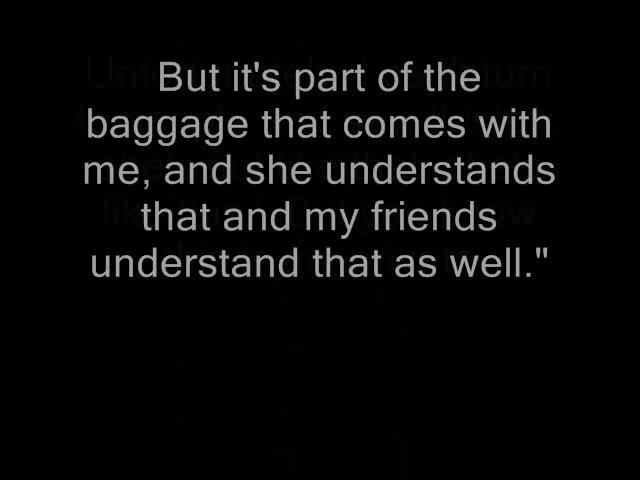 But it's part of the
baggage that comes with
me, and she understands
that and my friends
understand that as well."